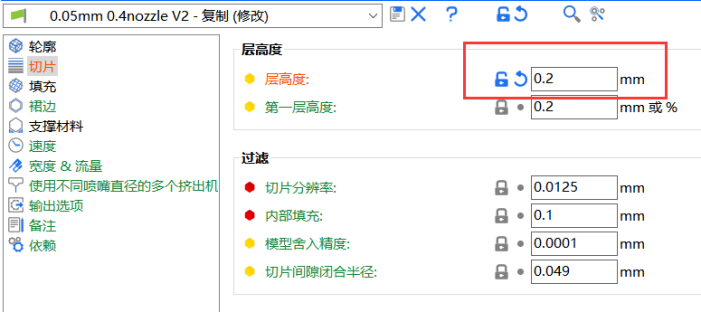 0.05mm 0.4nozzle V2 - 复制 (修改)
轮廓
切片
填充
裙边
支撑材料
速度
宽度 & 流量
使用不同喷嘴直径的多个挤出机
输出选项
备注
依赖
层高度
层高度: 0.2 mm
第一层高度: 0.2 mm 或 %
过滤
切片分辨率: 0.0125 mm
内部填充: 0.1 mm
模型舍入精度: 0.0001 mm
切片间隙闭合半径: 0.049 mm